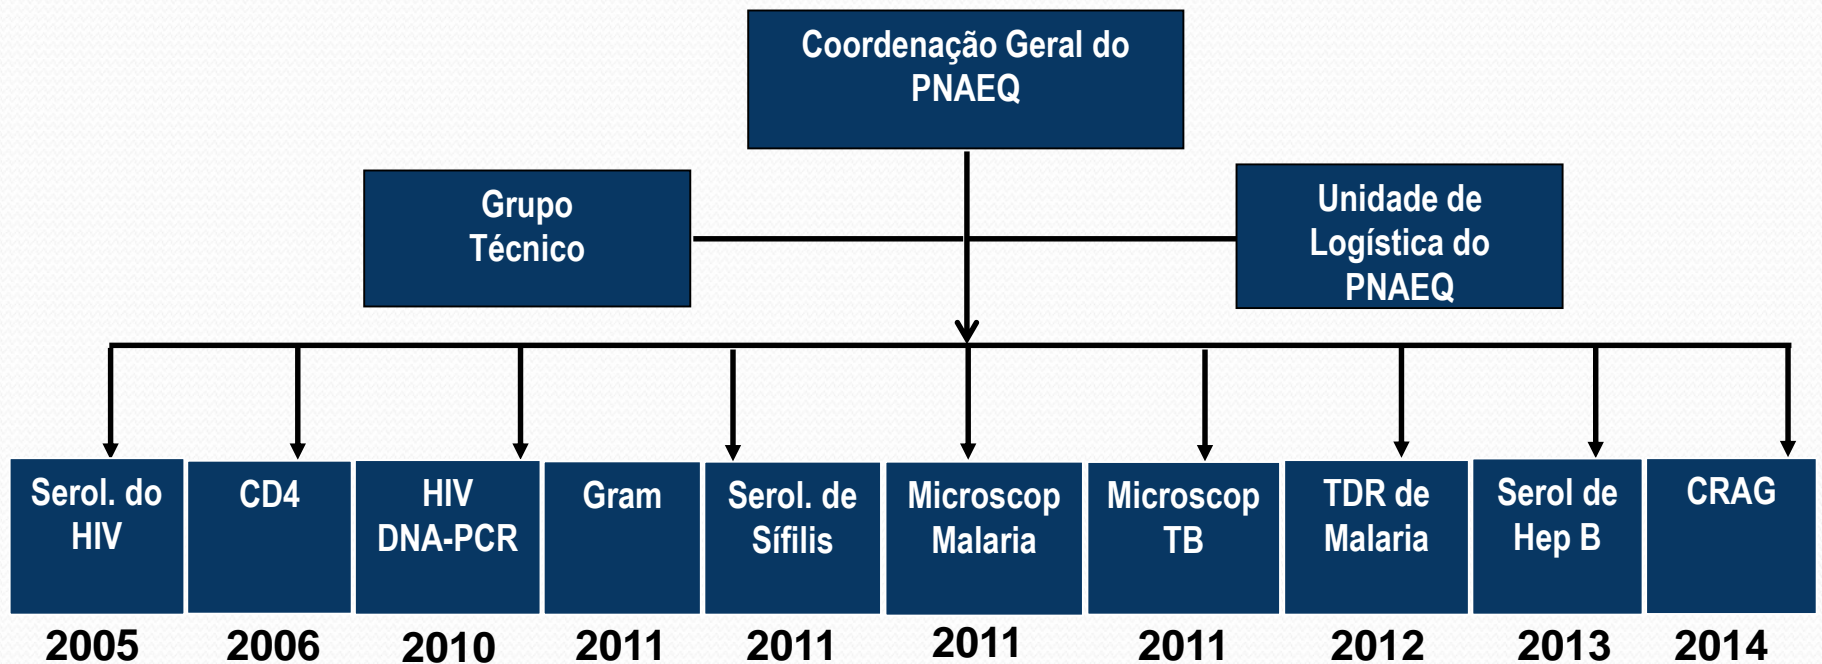 Coordenação Geral do
PNAEQ
Grupo
Técnico
Unidade de
Logística do
PNAEQ
Serol. do
HIV
CD4
HIV
DNA-PCR
Gram
Serol. de
Sífilis
Microscop
Malaria
Microscop
TB
TDR de
Malaria
Serol de
Hep B
CRAG
2005
2006
2010
2011
2011
2011
2011
2012
2013
2014